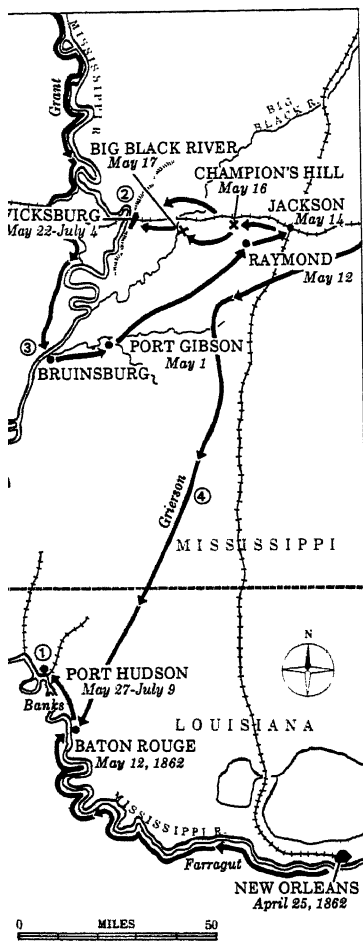 MISSISSIPPI R.
Grant
BIG
BLACK R.
BIG BLACK RIVER
May 17
CHAMPION'S HILL
May 16
②
VICKSBURG
May 22-July 4
JACKSON
May 14
RAYMOND
May 12
③
BRUINSBURG
PORT GIBSON
May 1
Grierson
④
MISSISSIPPI
①
PORT HUDSON
May 27-July 9
N
Banks
LOUISIANA
BATON ROUGE
May 12, 1862
MISSISSIPPI R.
Farragut
NEW ORLEANS
April 25, 1862
0 MILES 50